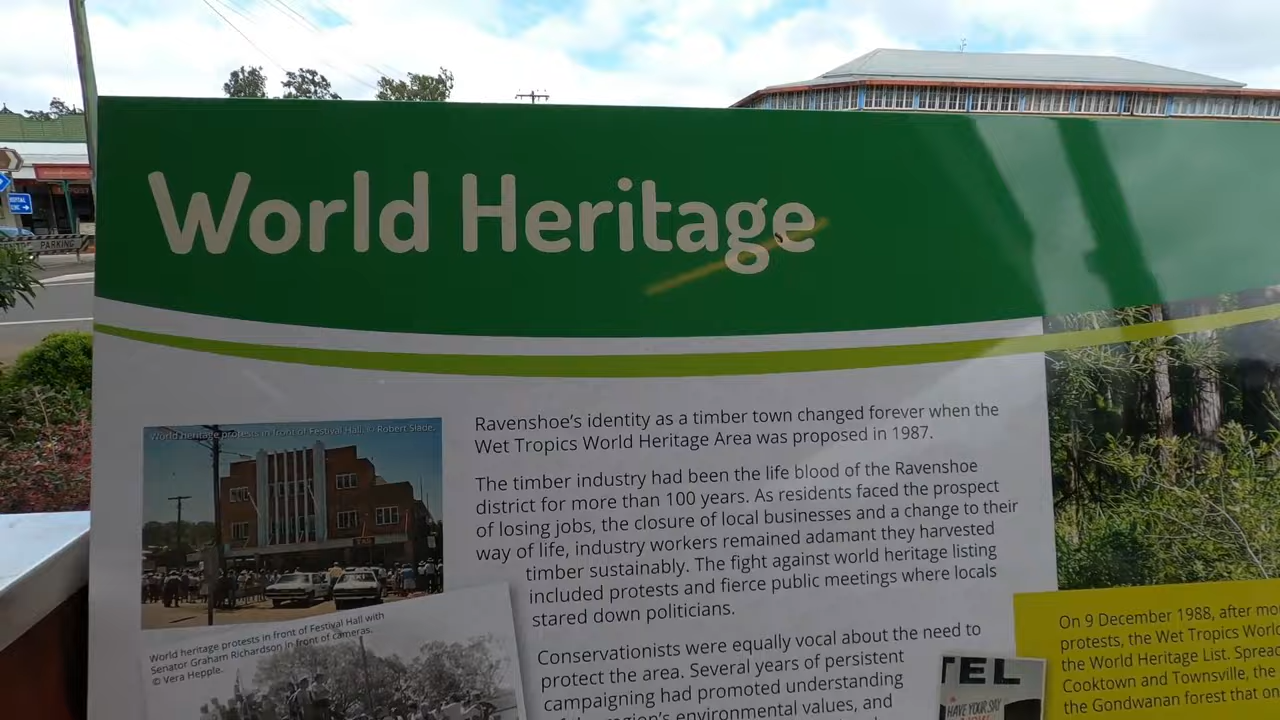 World Heritage
PARKING
World heritage protests in front of Festival Hall. © Robert Slade.
Ravenshoe's identity as a timber town changed forever when the
Wet Tropics World Heritage Area was proposed in 1987.
The timber industry had been the life blood of the Ravenshoe
district for more than 100 years. As residents faced the prospect
of losing jobs, the closure of local businesses and a change to their
way of life, industry workers remained adamant they harvested
timber sustainably. The fight against world heritage listing
included protests and fierce public meetings where locals
stared down politicians.
World heritage protests in front of Festival Hall with
Senator Graham Richardson in front of cameras.
© Vera Hepple.
Conservationists were equally vocal about the need to
protect the area. Several years of persistent
campaigning had promoted understanding
region's environmental values, and
TEL
HAVE YOUR SAY
On 9 December 1988, after mo
protests, the Wet Tropics World
the World Heritage List. Spread
Cooktown and Townsville, the
the Gondwanan forest that on